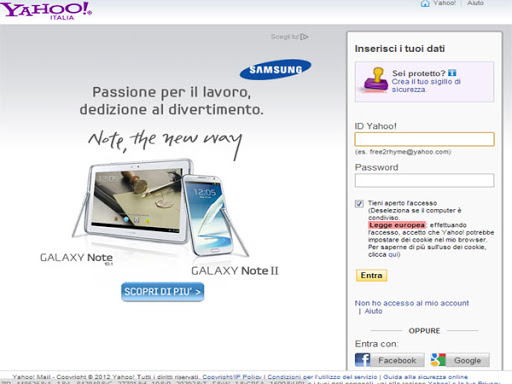 YAHOO!
ITALIA
Yahoo! | Aiuto
Scegli tu!
SAMSUNG
Passione per il lavoro,
dedizione al divertimento.
Note, the new way
GALAXY Note
10.1
GALAXY Note II
SCOPRI DI PIU' >
Inserisci i tuoi dati
Sei protetto?
Crea il tuo sigillo di
sicurezza.
ID Yahoo!
(es. free2rhyme@yahoo.com)
Password
Tieni aperto l'accesso
(Deseleziona se il computer è
condiviso.
Legge europea: effettuando
l'accesso, accetto che Yahoo! potrebbe
impostare dei cookie nel mio browser.
Per saperne di più sull'uso dei cookie,
clicca qui)
Entra
Non ho accesso al mio account
| Aiuto
OPPURE
Entra con:
Facebook
Google
Yahoo! Mail - Copyright © 2012 Yahoo! Tutti i diritti riservati. Copyright/IP Policy | Condizioni per l'utilizzo del servizio | Guida alla sicurezza online